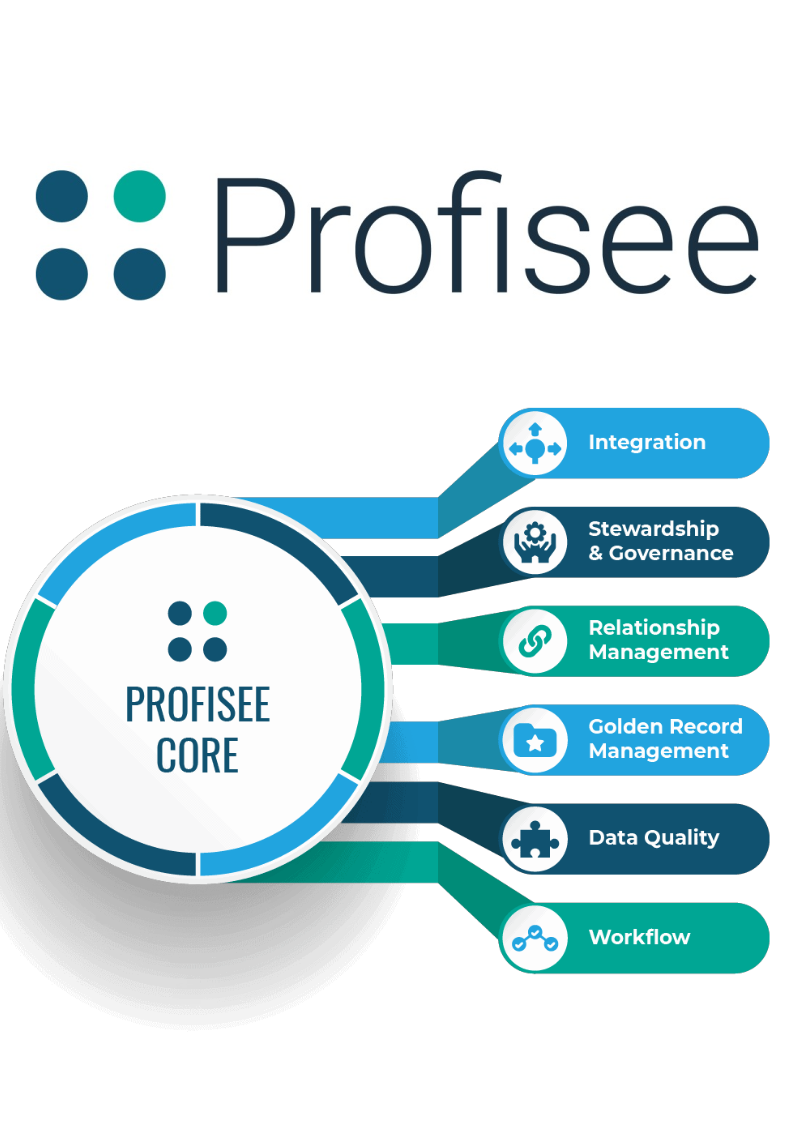 Profisee
Integration
Stewardship
& Governance
Relationship
Management
PROFISEE
CORE
Golden Record
Management
Data Quality
Workflow